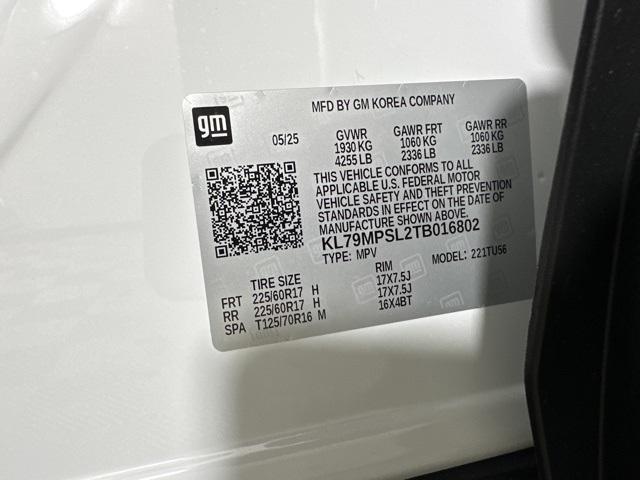 MFD BY GM KOREA COMPANY
gm
05/25 GVWR GAWR FRT GAWR RR
1930 KG 1060 KG 1060 KG
4255 LB 2336 LB 2336 LB
THIS VEHICLE CONFORMS TO ALL
APPLICABLE U.S. FEDERAL MOTOR
VEHICLE SAFETY AND THEFT PREVENTION
STANDARDS IN EFFECT ON THE DATE OF
MANUFACTURE SHOWN ABOVE.
KL79MPSL2TB016802
TYPE: MPV MODEL: 221TU56
TIRE SIZE RIM
FRT 225/60R17 H 17X7.5J
RR 225/60R17 H 17X7.5J
SPA T125/70R16 M 16X4BT